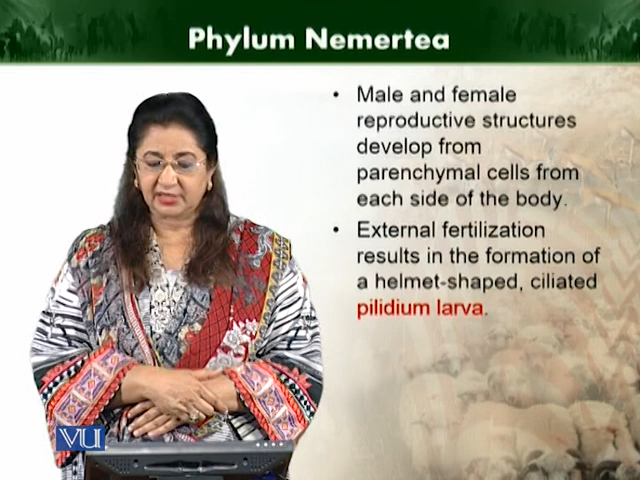 Phylum Nemertea
• Male and female
reproductive structures
develop from
parenchymal cells from
each side of the body.
• External fertilization
results in the formation of
a helmet-shaped, ciliated
pilidium larva.
VU